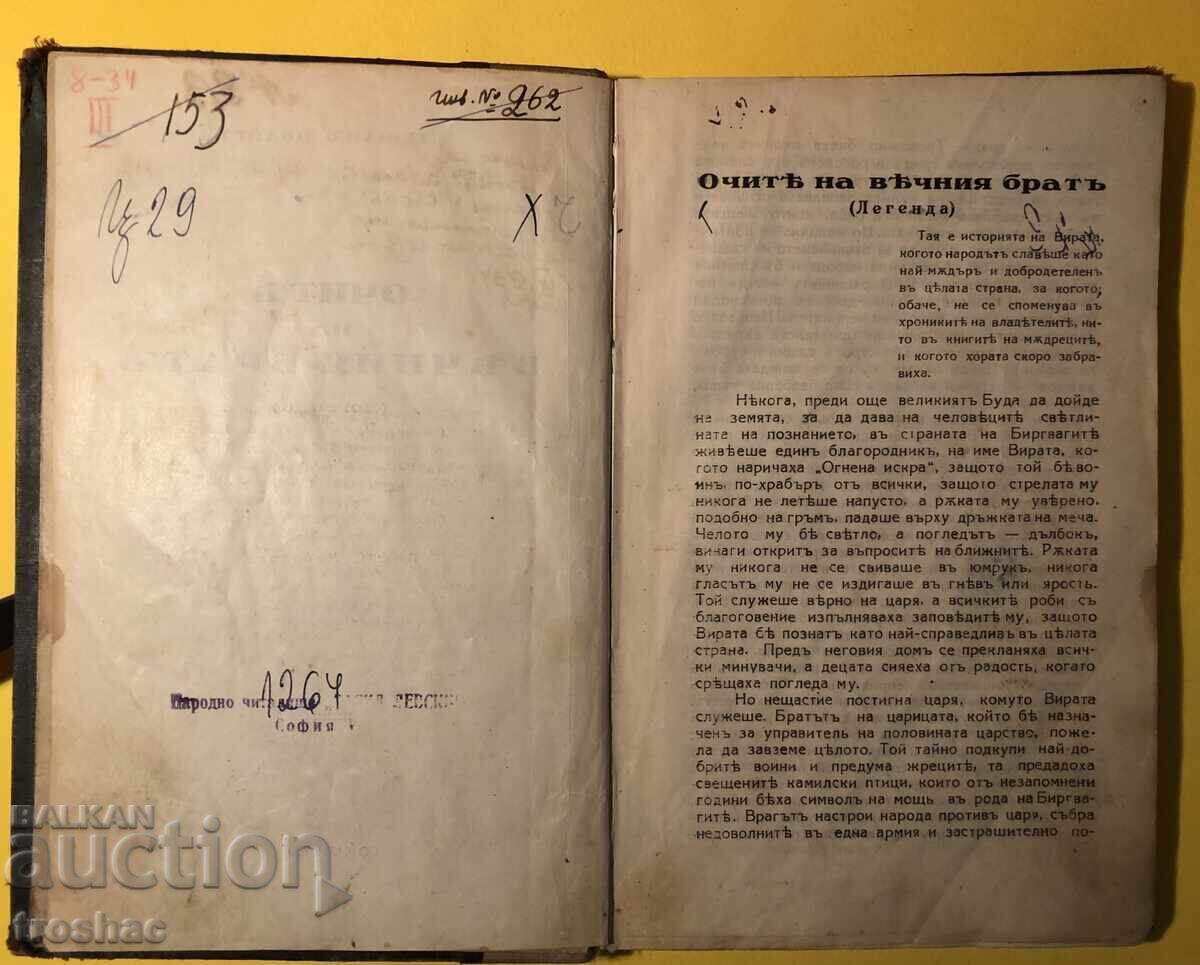 8-34
III
153
инв. № 262
Цg 29
X
1264
Народно чит
София V
Очитѣ на вѣчния братъ
(Легенда)
Тая е историята на Вирата,
когото народътъ славѣше като
най-мѫдъръ и добродетеленъ
въ цѣлата страна, за когото,
обаче, не се споменува въ
хроникитѣ на владѣтелитѣ, ни-
то въ книгитѣ на мѫдрецитѣ,
и когото хората скоро забра-
виха.
Нѣкога, преди още великиятъ Буда да дойде
на земята, за да дава на человѣцитѣ свѣтли-
ната на познанието, въ страната на Биргвагитѣ
живѣеше единъ благородникъ, на име Вирата, ко-
гото наричаха „Огнена искра“, защото той бѣ во-
инъ, по-храбъръ отъ всички, защото стрелата му
никога не летѣше напусто, а рѫката му увѣрено,
подобно на гръмъ, падаше върху дръжката на меча.
Челото му бѣ свѣтло, а погледътъ — дълбокъ,
винаги откритъ за въпроситѣ на ближнитѣ. Рѫката
му никога не се свиваше въ юмрукъ, никога
гласътъ му не се издигаше въ гнѣвъ или ярость.
Той служеше вѣрно на царя, а всичкитѣ роби съ
благоговение изпълняваха заповѣдитѣ му, защото
Вирата бѣ познатъ като най-справедливъ въ цѣлата
страна. Предъ неговия домъ се прекланяха всич-
ки минувачи, а децата сияеха отъ радость, когато
срѣщаха погледа му.
Но нещастие постигна царя, комуто Вирата
служеше. Братътъ на царицата, който бѣ назна-
ченъ за управитель на половината царство, поже-
ла да завземе цѣлото. Той тайно подкупи най-до-
бритѣ воини и предума жрецитѣ, та предадоха
свещенитѣ камилски птици, които отъ незапомнени
години бѣха символъ на мощь въ рода на Биргва-
гитѣ. Врагътъ настрои народа противъ царя, събра
недоволнитѣ въ една армия и застрашително по-
BALKAN
auction
troshac